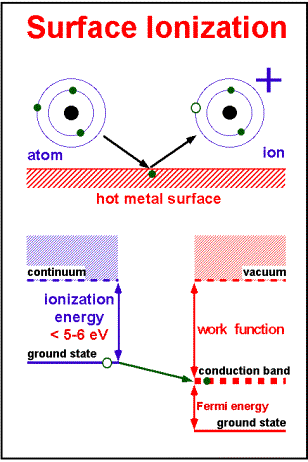 Surface Ionization
+
atom
ion
hot metal surface
continuum
vacuum
ionization
energy
< 5-6 eV
work function
ground state
conduction band
Fermi energy
ground state